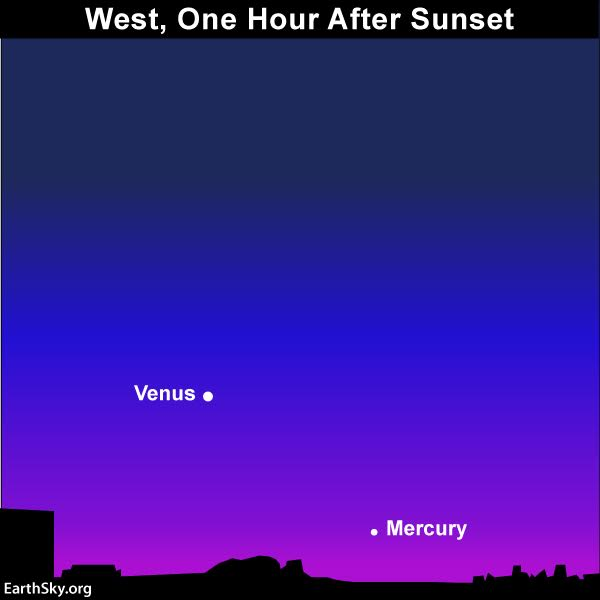 West, One Hour After Sunset
Venus
Mercury
EarthSky.org